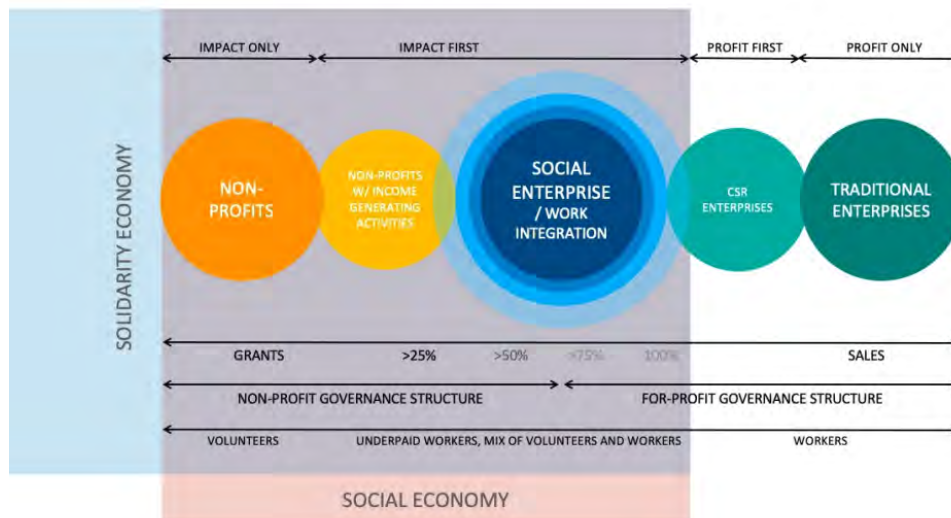 IMPACT ONLY
IMPACT FIRST
PROFIT FIRST
PROFIT ONLY
SOLIDARITY ECONOMY
NON-
PROFITS
NON-PROFITS
W/ INCOME
GENERATING
ACTIVITIES
SOCIAL
ENTERPRISE
/ WORK
INTEGRATION
CSR
ENTERPRISES
TRADITIONAL
ENTERPRISES
GRANTS
>25%
>50%
>75%
100%
SALES
NON-PROFIT GOVERNANCE STRUCTURE
FOR-PROFIT GOVERNANCE STRUCTURE
VOLUNTEERS
UNDERPAID WORKERS, MIX OF VOLUNTEERS AND WORKERS
WORKERS
SOCIAL ECONOMY